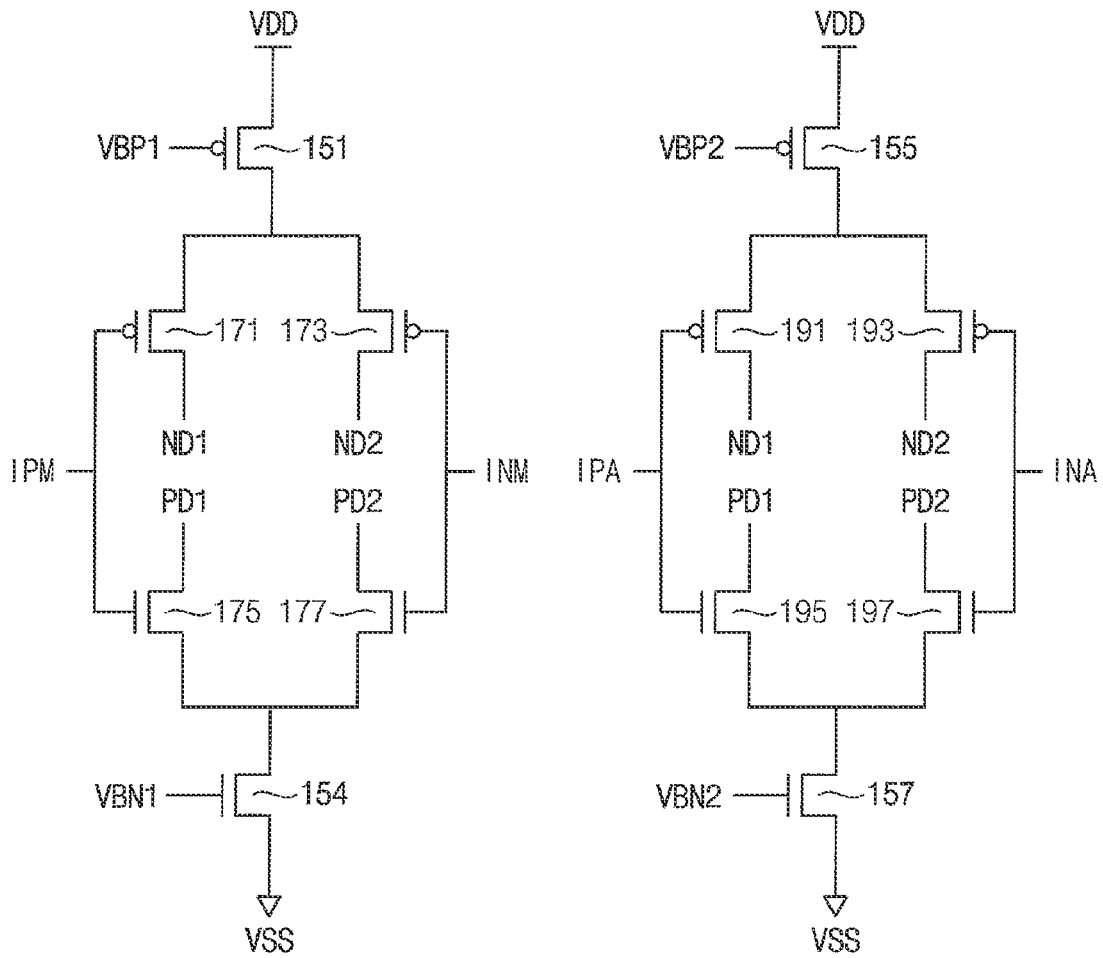 VDD VDD
VBP1 151 VBP2 155
171 173 191 193
ND1 ND2 ND1 ND2
IPM INM IPA INA
PD1 PD2 PD1 PD2
175 177 195 197
VBN1 154 VBN2 157
VSS VSS